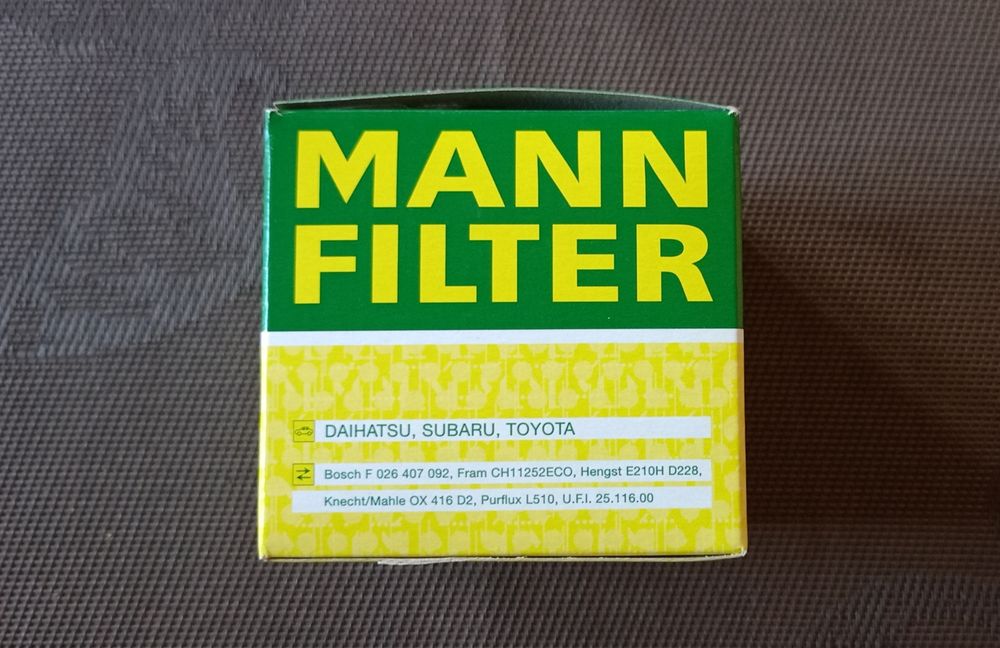 MANN
FILTER
DAIHATSU, SUBARU, TOYOTA
Bosch F 026 407 092, Fram CH11252ECO, Hengst E210H D228,
Knecht/Mahle OX 416 D2, Purflux L510, U.F.I. 25.116.00